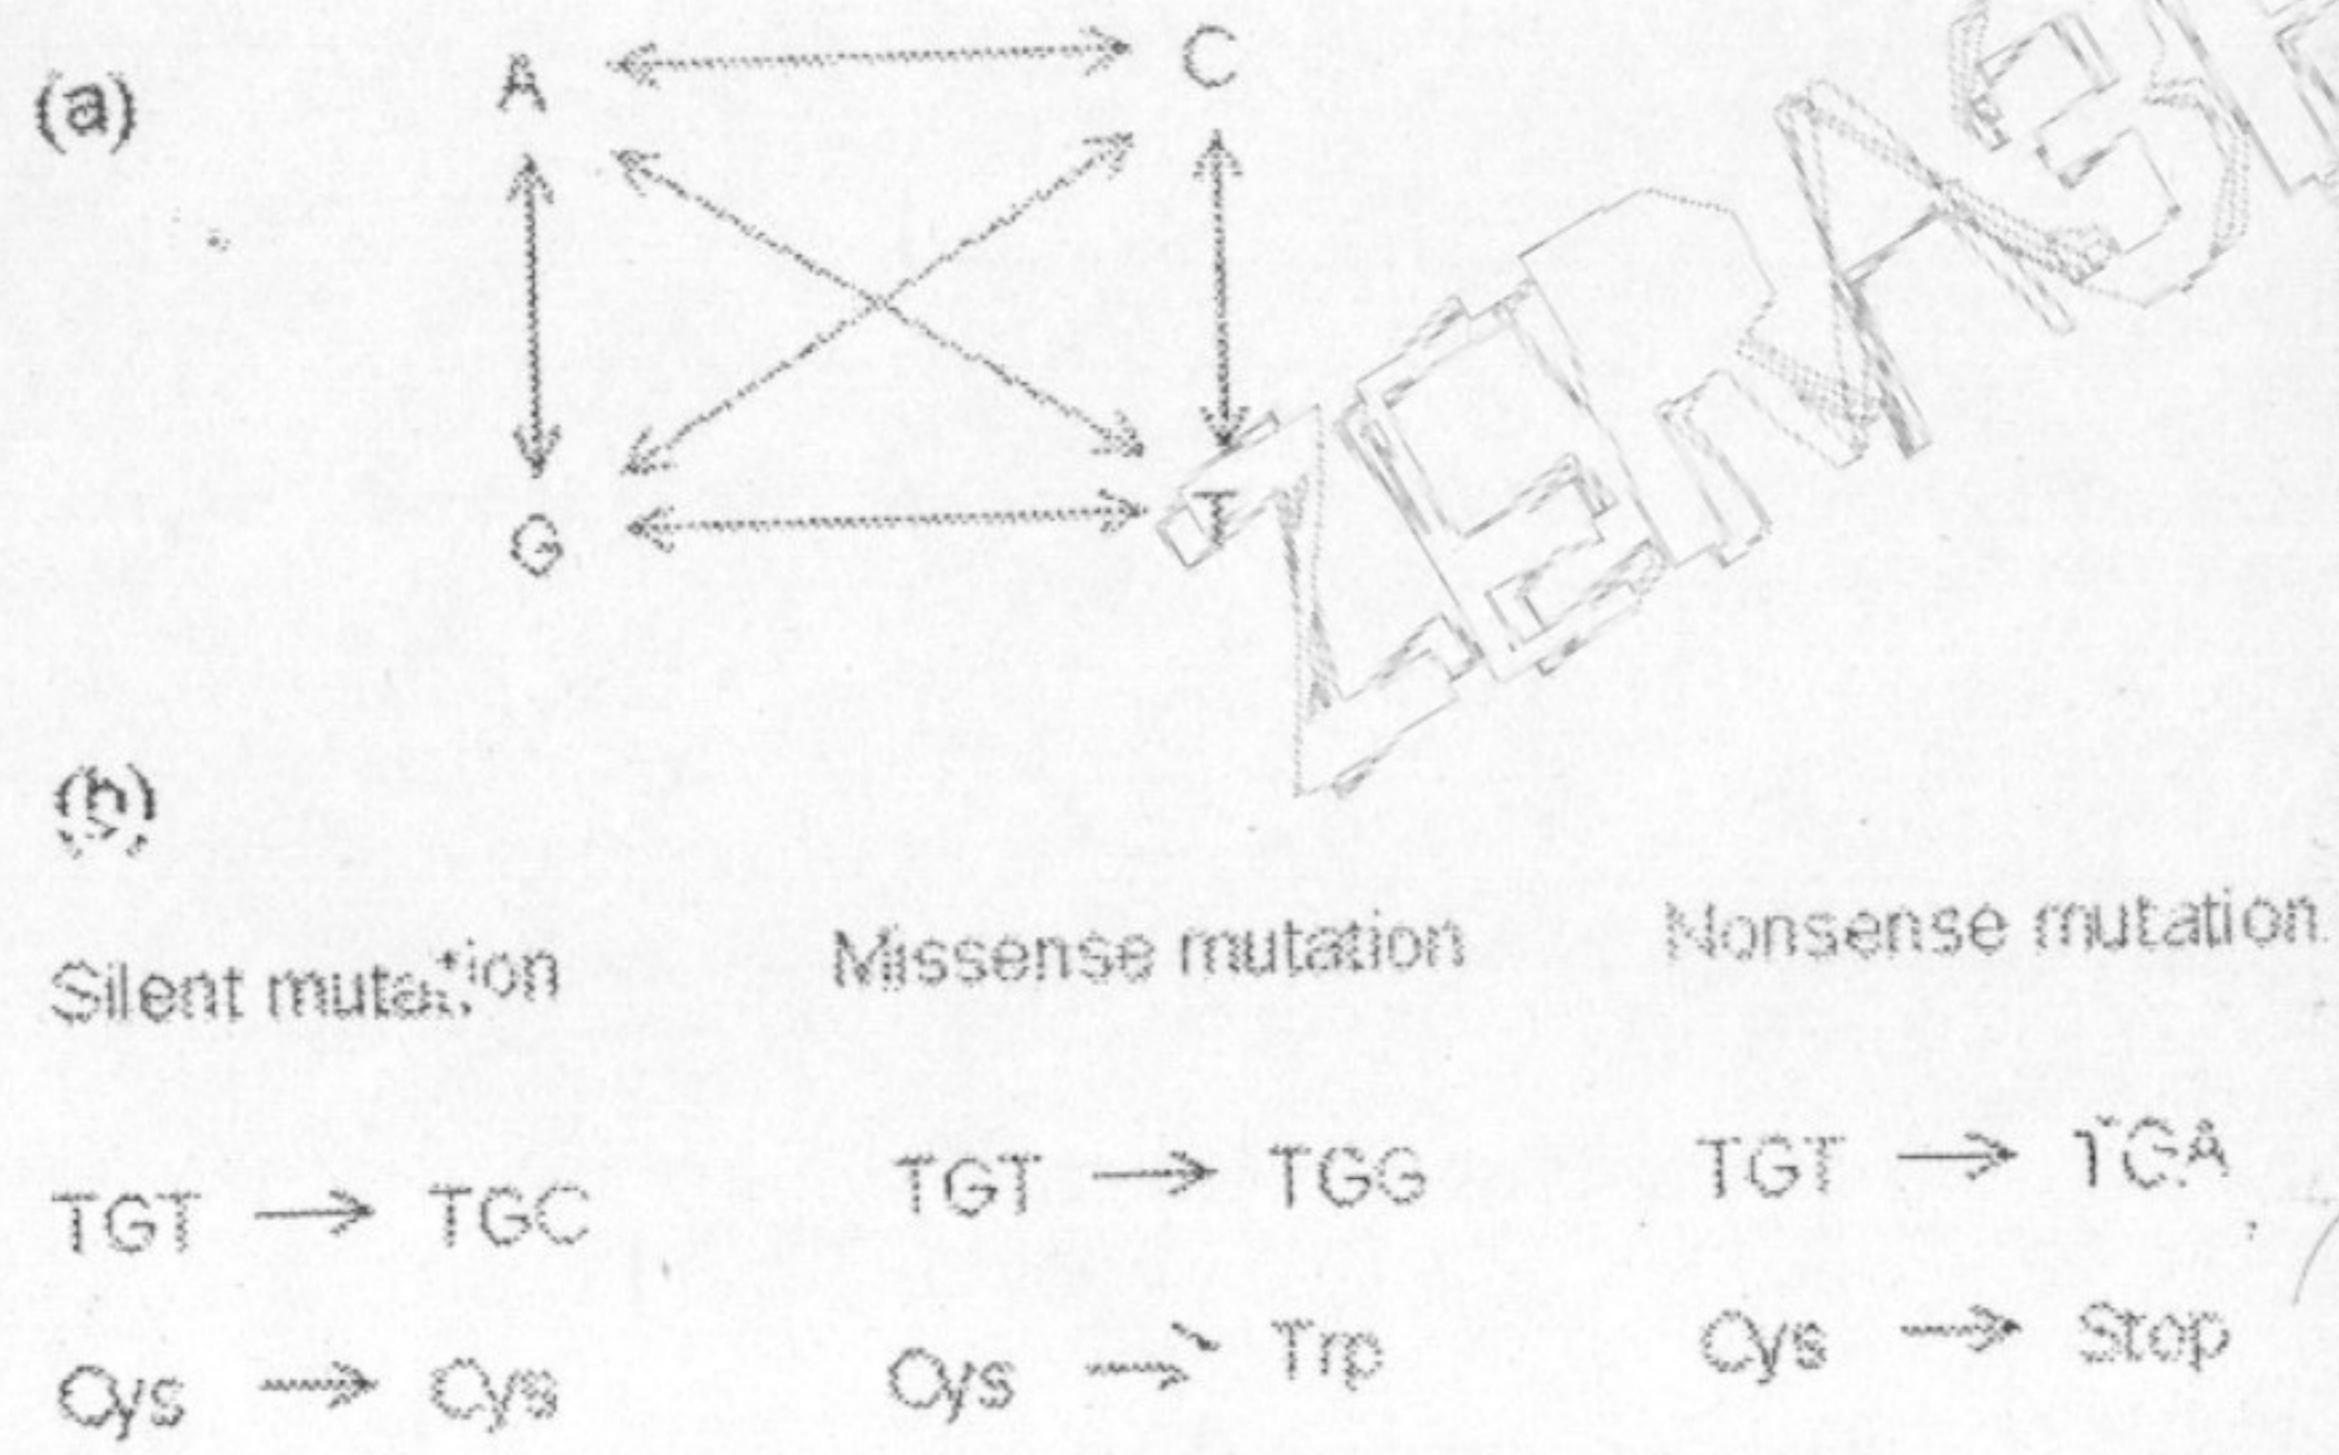 (a)
A C
G T
(b)
Silent mutation Missense mutation Nonsense mutation
TGT → TGC TGT → TGG TGT → TGA
Cys → Cys Cys → Trp Cys → Stop